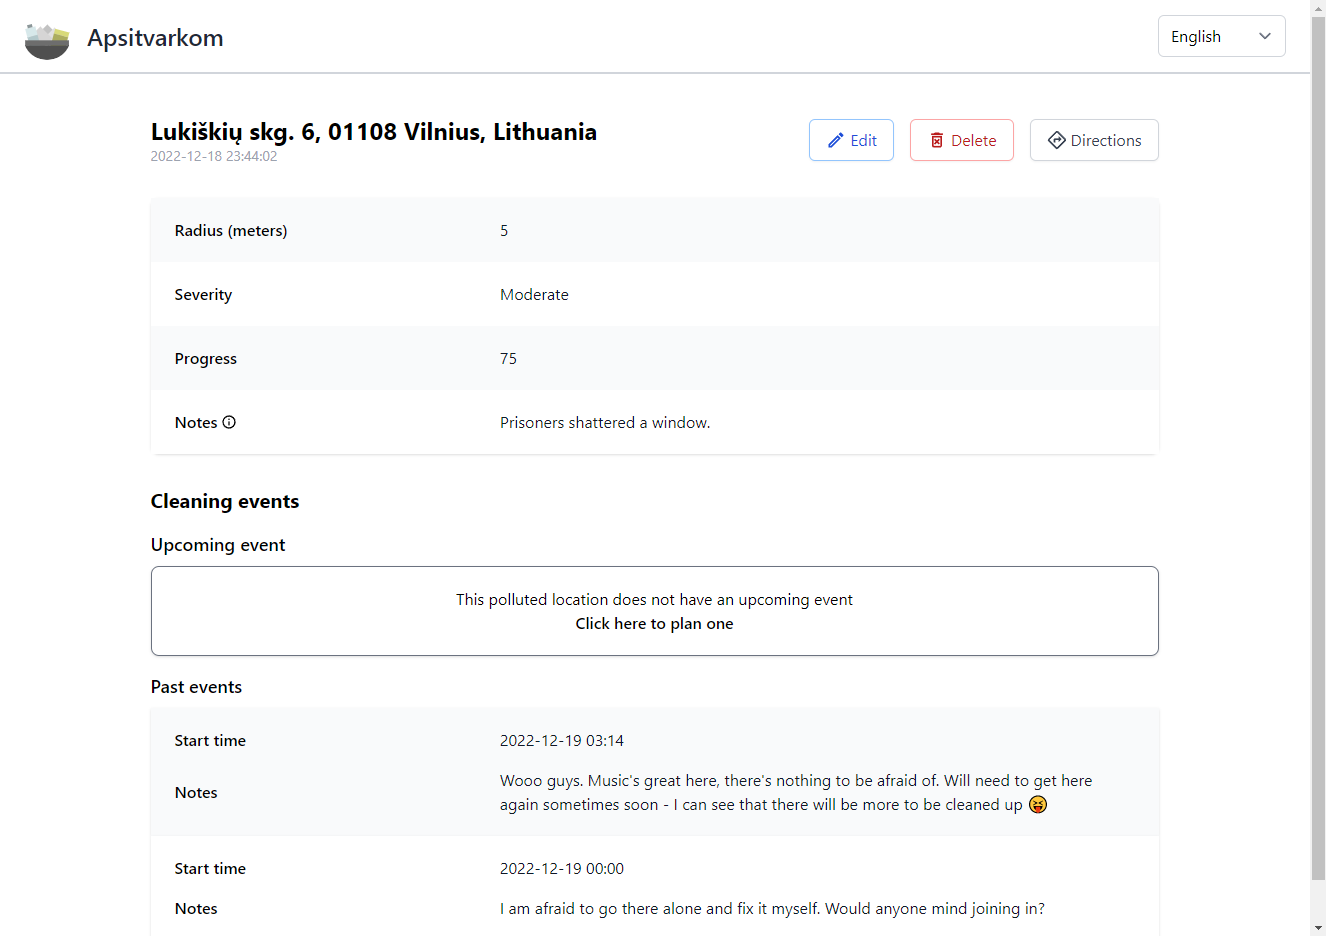 Apsitvarkom
English
Lukiškių skg. 6, 01108 Vilnius, Lithuania
2022-12-18 23:44:02
Edit
Delete
Directions
Radius (meters) 5
Severity Moderate
Progress 75
Notes Prisoners shattered a window.
Cleaning events
Upcoming event
This polluted location does not have an upcoming event
Click here to plan one
Past events
Start time 2022-12-19 03:14
Notes Wooo guys. Music's great here, there's nothing to be afraid of. Will need to get here
again sometimes soon - I can see that there will be more to be cleaned up 😝
Start time 2022-12-19 00:00
Notes I am afraid to go there alone and fix it myself. Would anyone mind joining in?